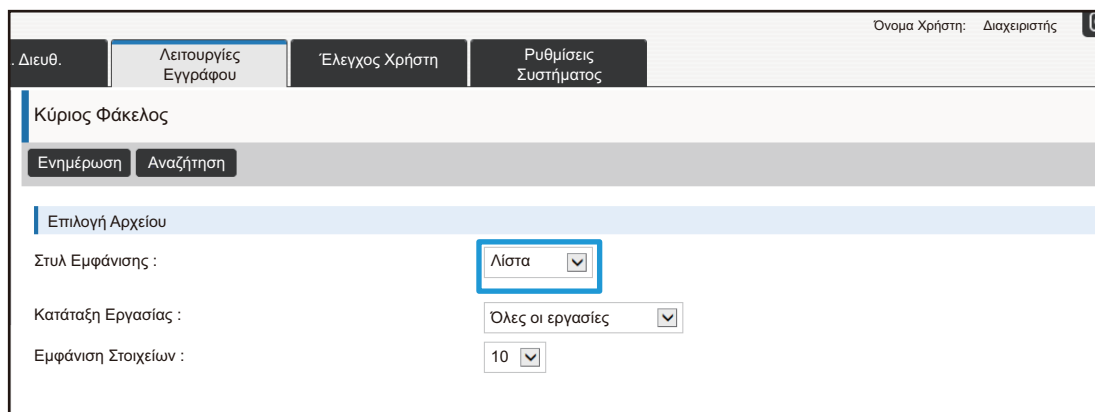 Όνομα Χρήστη: Διαχειριστής
. Διευθ.
Λειτουργίες
Εγγράφου
Έλεγχος Χρήστη
Ρυθμίσεις
Συστήματος
Κύριος Φάκελος
Ενημέρωση Αναζήτηση
Επιλογή Αρχείου
Στυλ Εμφάνισης : Λίστα
Κατάταξη Εργασίας : Όλες οι εργασίες
Εμφάνιση Στοιχείων : 10